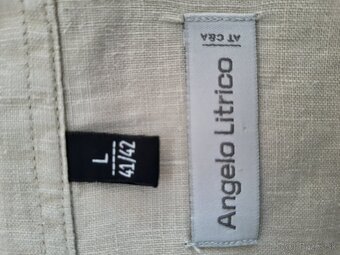 Angelo Litrico
AT C&A
L
41/42